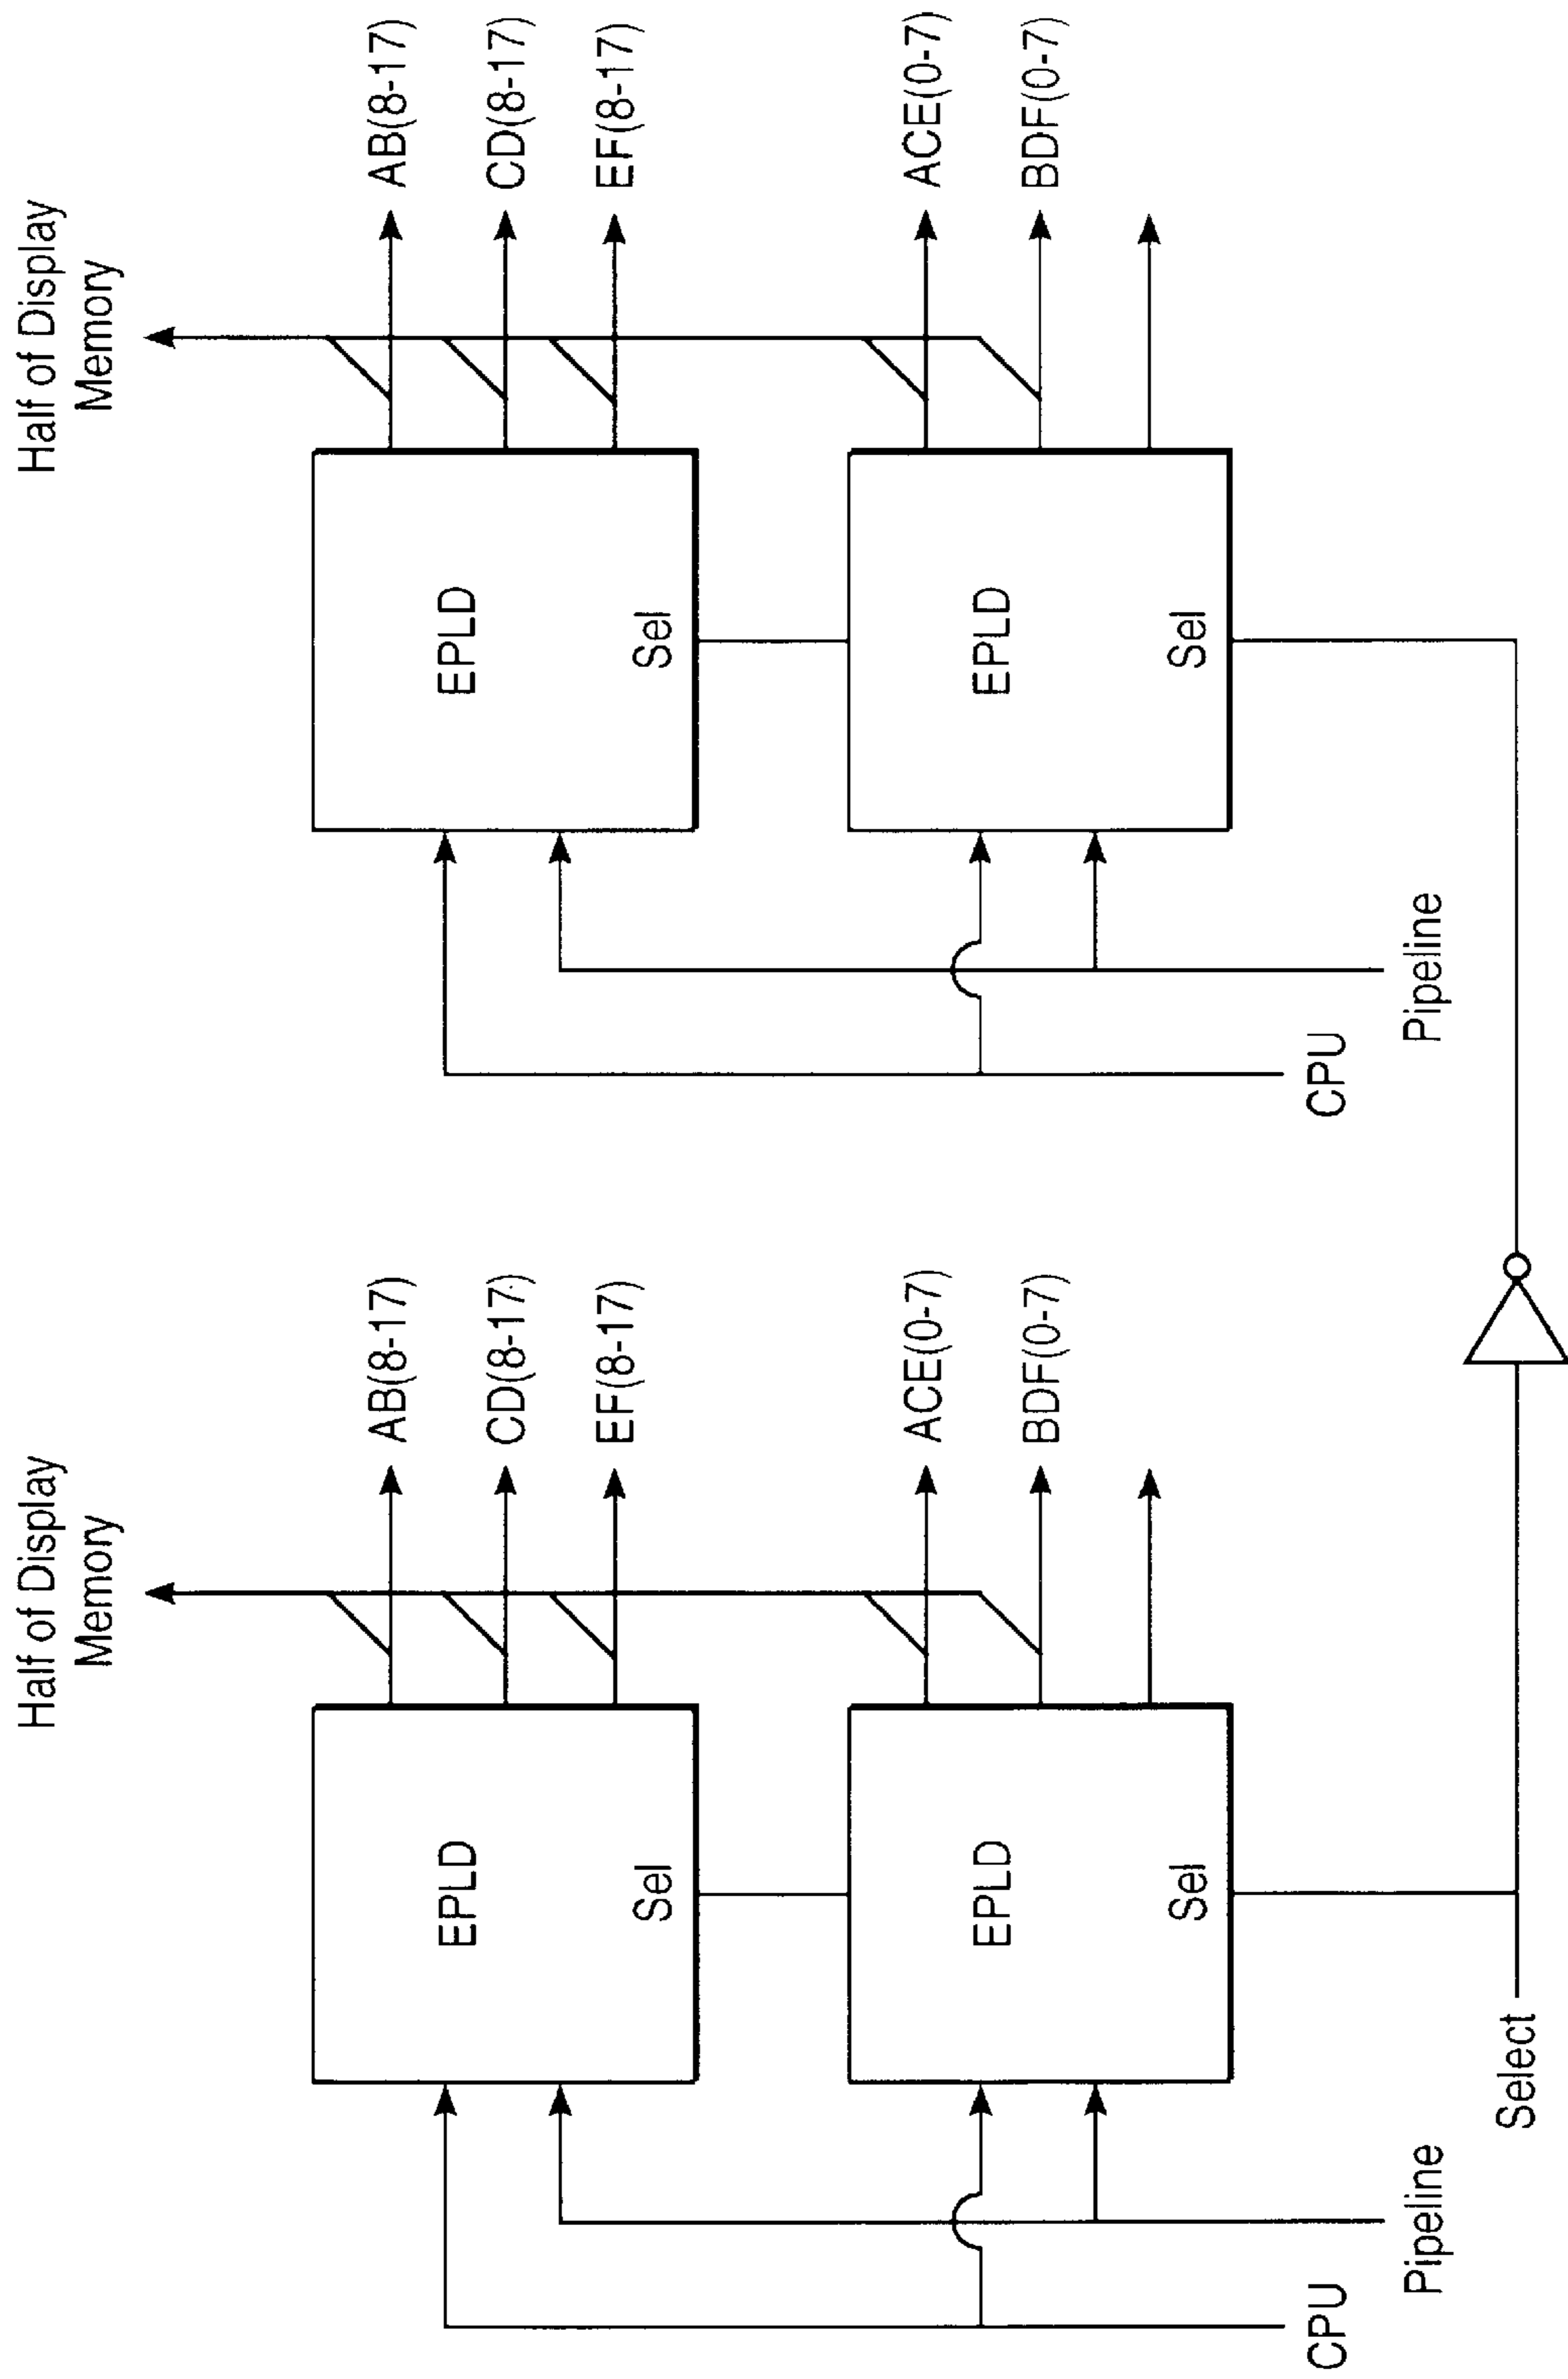 Half of Display
Memory
AB(8-17)
CD(8-17)
EF(8-17)
EPLD
Sel
ACE(0-7)
BDF(0-7)
EPLD
Sel
CPU
Pipeline
Select
Half of Display
Memory
AB(8-17)
CD(8-17)
EF(8-17)
EPLD
Sel
ACE(0-7)
BDF(0-7)
EPLD
Sel
CPU
Pipeline